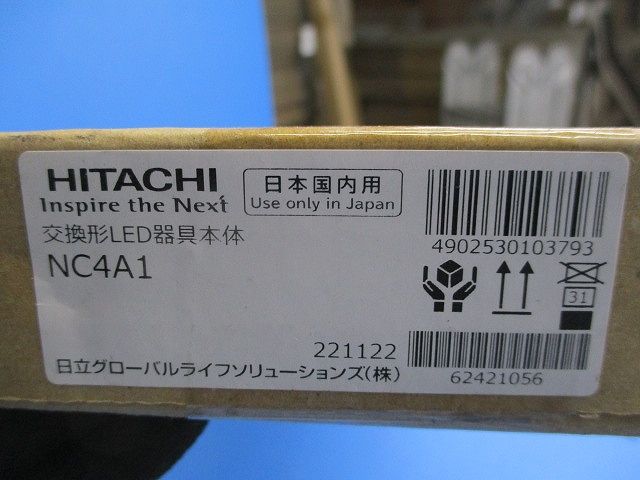 HITACHI
Inspire the Next
日本国内用
Use only in Japan
交換形LED器具本体
NC4A1
4902530103793
31
221122
日立グローバルライフソリューションズ(株)
62421056